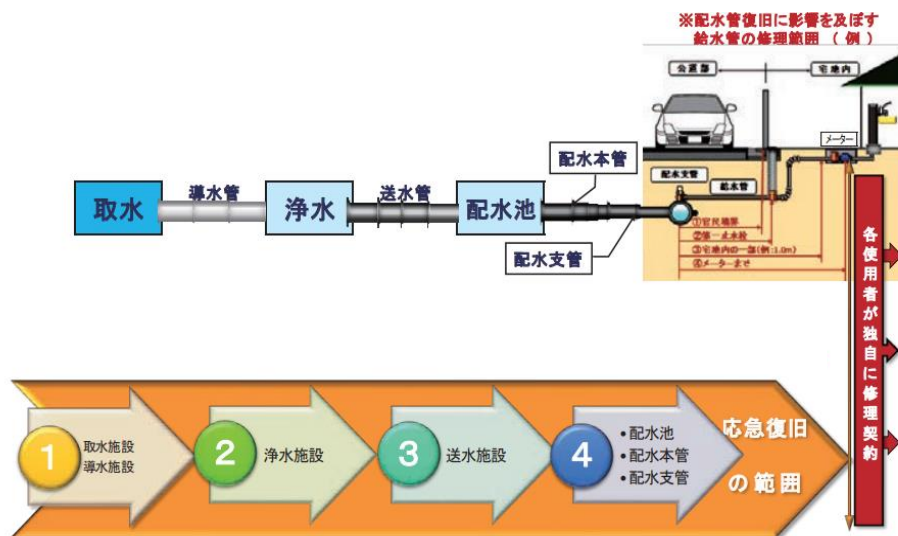 ※配水管復旧に影響を及ぼす
給水管の修理範囲 （ 例 ）
公道部
宅地内
メーター
配水支管
給水管
①官民境界
②第一止水栓
③宅地内の一部(例:1.0m)
④メーターまで
取水
導水管
浄水
送水管
配水池
配水本管
配水支管
各使用者が独自に修理契約
1
取水施設
導水施設
2
浄水施設
3
送水施設
4
・配水池
・配水本管
・配水支管
応急復旧
の範囲